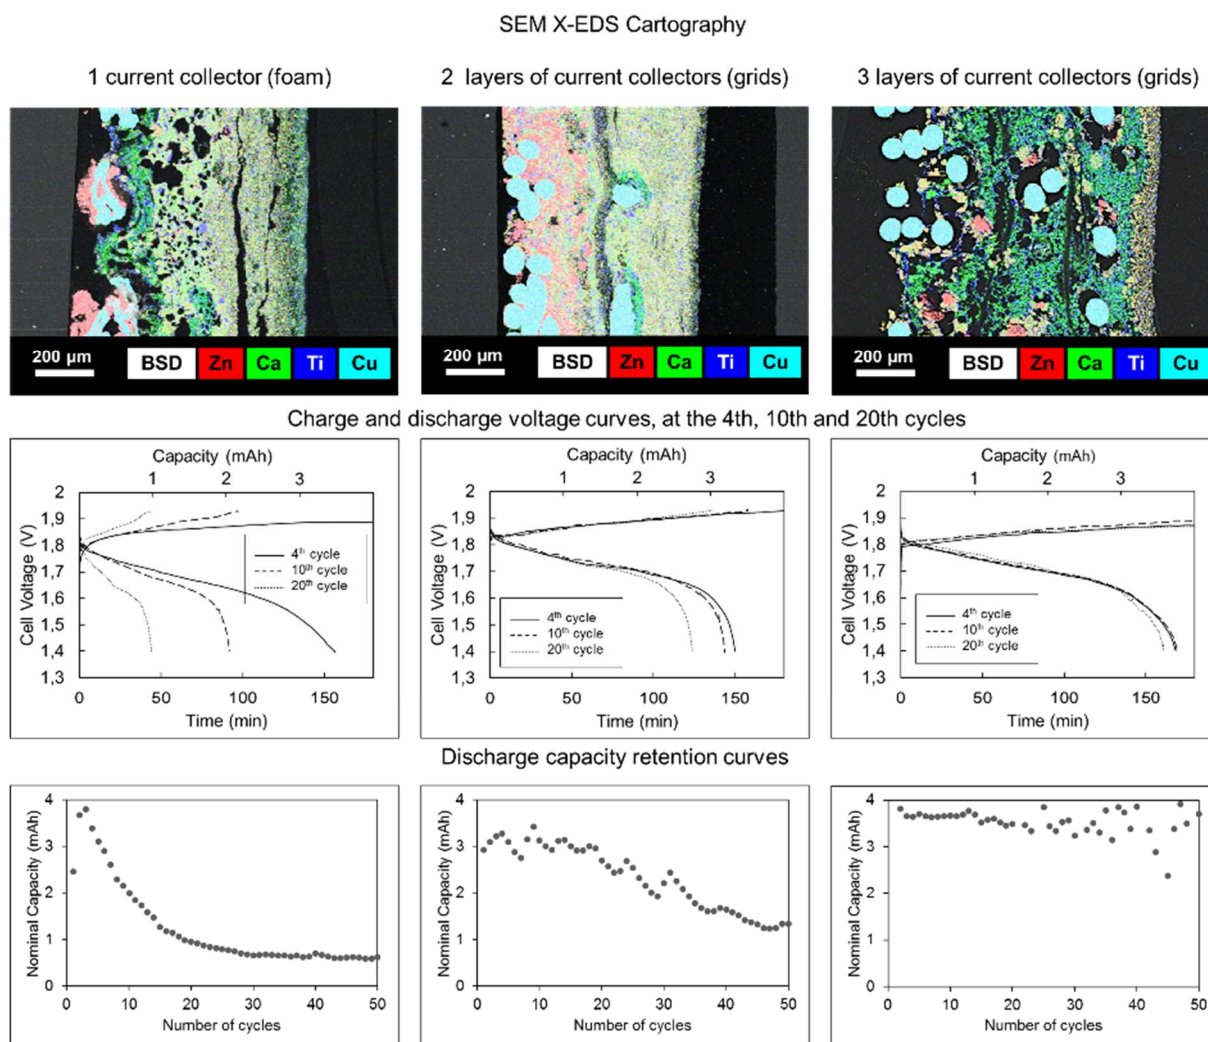 SEM X-EDS Cartography
1 current collector (foam)
2 layers of current collectors (grids)
3 layers of current collectors (grids)
200 µm BSD Zn Ca Ti Cu
200 µm BSD Zn Ca Ti Cu
200 µm BSD Zn Ca Ti Cu
Charge and discharge voltage curves, at the 4th, 10th and 20th cycles
Capacity (mAh)
1 2 3
Cell Voltage (V)
2
1,9
1,8
1,7
1,6
1,5
1,4
1,3
4th cycle
10th cycle
20th cycle
0 50 100 150
Time (min)
Capacity (mAh)
1 2 3
Cell Voltage (V)
2
1,9
1,8
1,7
1,6
1,5
1,4
1,3
4th cycle
10th cycle
20th cycle
0 50 100 150
Time (min)
Capacity (mAh)
1 2 3
Cell Voltage (V)
2
1,9
1,8
1,7
1,6
1,5
1,4
1,3
4th cycle
10th cycle
20th cycle
0 50 100 150
Time (min)
Discharge capacity retention curves
Nominal Capacity (mAh)
4
3
2
1
0
0 10 20 30 40 50
Number of cycles
Nominal Capacity (mAh)
4
3
2
1
0
0 10 20 30 40 50
Number of cycles
Nominal Capacity (mAh)
4
3
2
1
0
0 10 20 30 40 50
Number of cycles